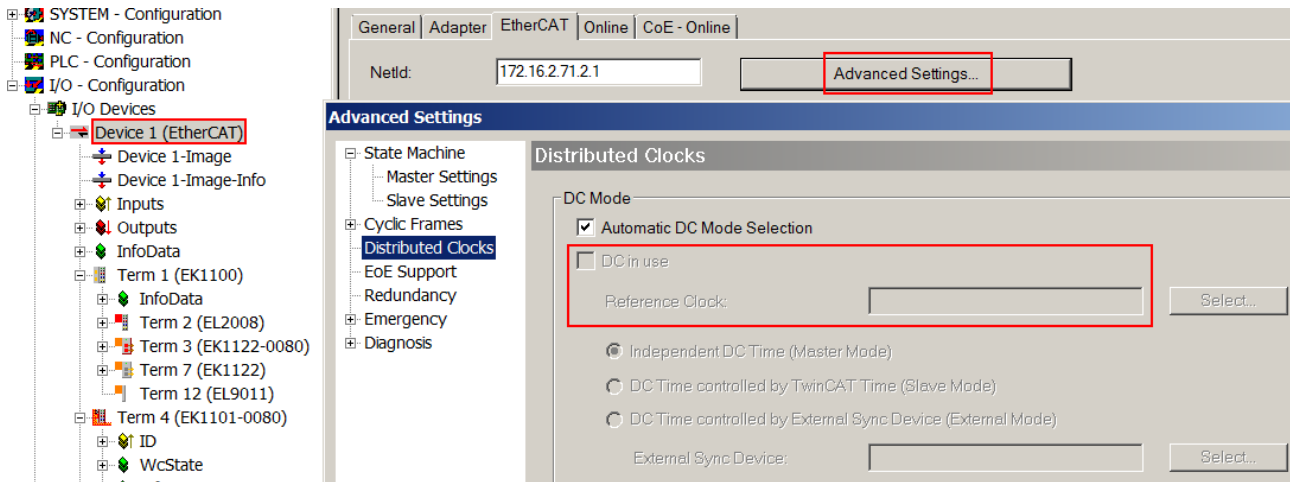 SYSTEM - Configuration
NC - Configuration
PLC - Configuration
I/O - Configuration
I/O Devices
Device 1 (EtherCAT)
Device 1-Image
Device 1-Image-Info
Inputs
Outputs
InfoData
Term 1 (EK1100)
InfoData
Term 2 (EL2008)
Term 3 (EK1122-0080)
Term 7 (EK1122)
Term 12 (EL9011)
Term 4 (EK1101-0080)
ID
WcState
General Adapter EtherCAT Online CoE - Online
NetId: 172.16.2.71.2.1 Advanced Settings...
Advanced Settings
State Machine
Master Settings
Slave Settings
Cyclic Frames
Distributed Clocks
EoE Support
Redundancy
Emergency
Diagnosis
Distributed Clocks
DC Mode
Automatic DC Mode Selection
DC in use
Reference Clock: Select...
Independent DC Time (Master Mode)
DC Time controlled by TwinCAT Time (Slave Mode)
DC Time controlled by External Sync Device (External Mode)
External Sync Device: Select...